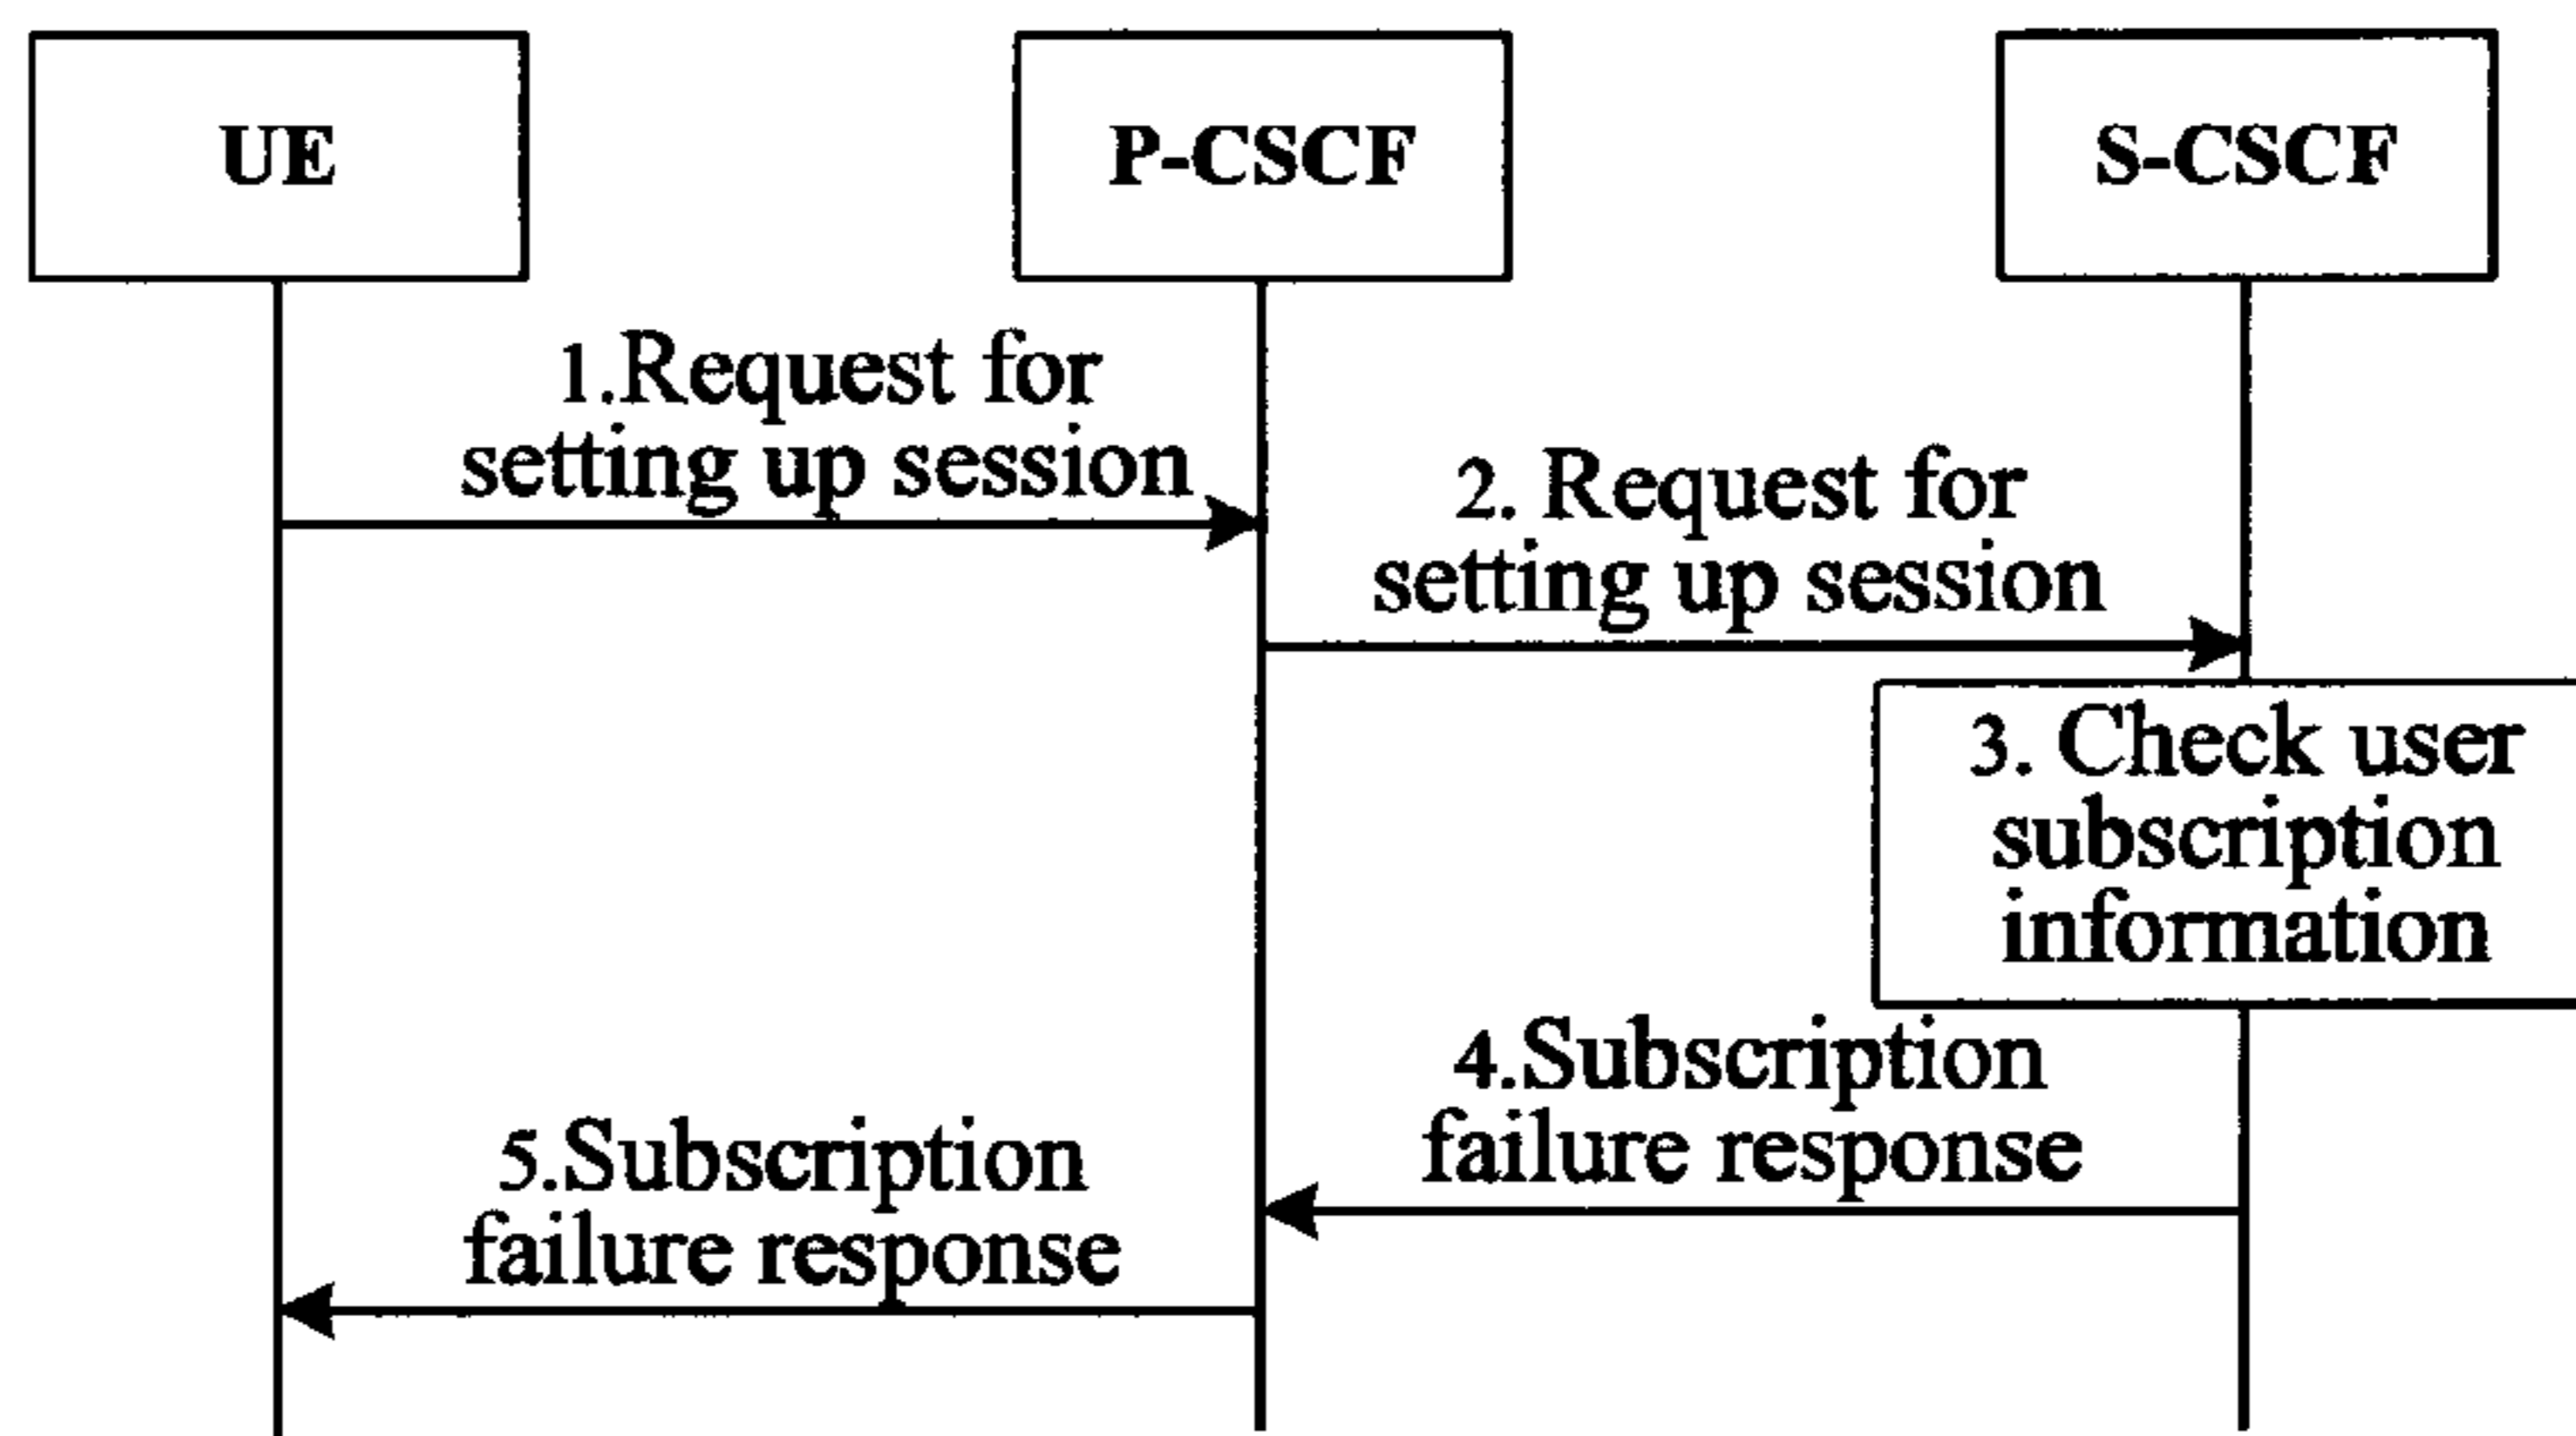 UE
P-CSCF
S-CSCF
1.Request for
setting up session
2. Request for
setting up session
3. Check user
subscription
information
4.Subscription
failure response
5.Subscription
failure response